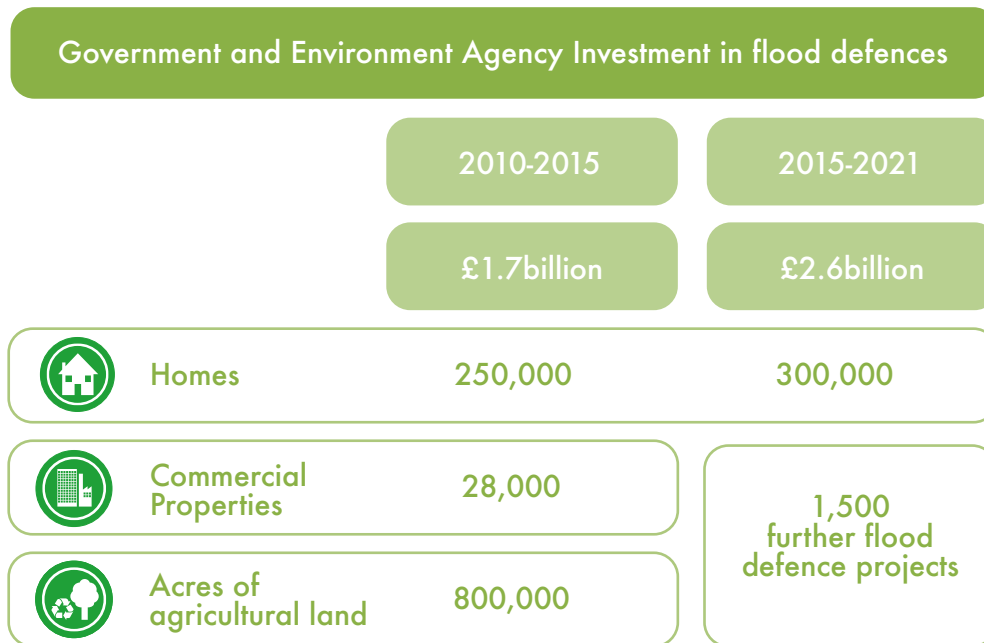 Government and Environment Agency Investment in flood defences
2010-2015
2015-2021
£1.7billion
£2.6billion
Homes
250,000
300,000
Commercial
Properties
28,000
1,500
further flood
defence projects
Acres of
agricultural land
800,000